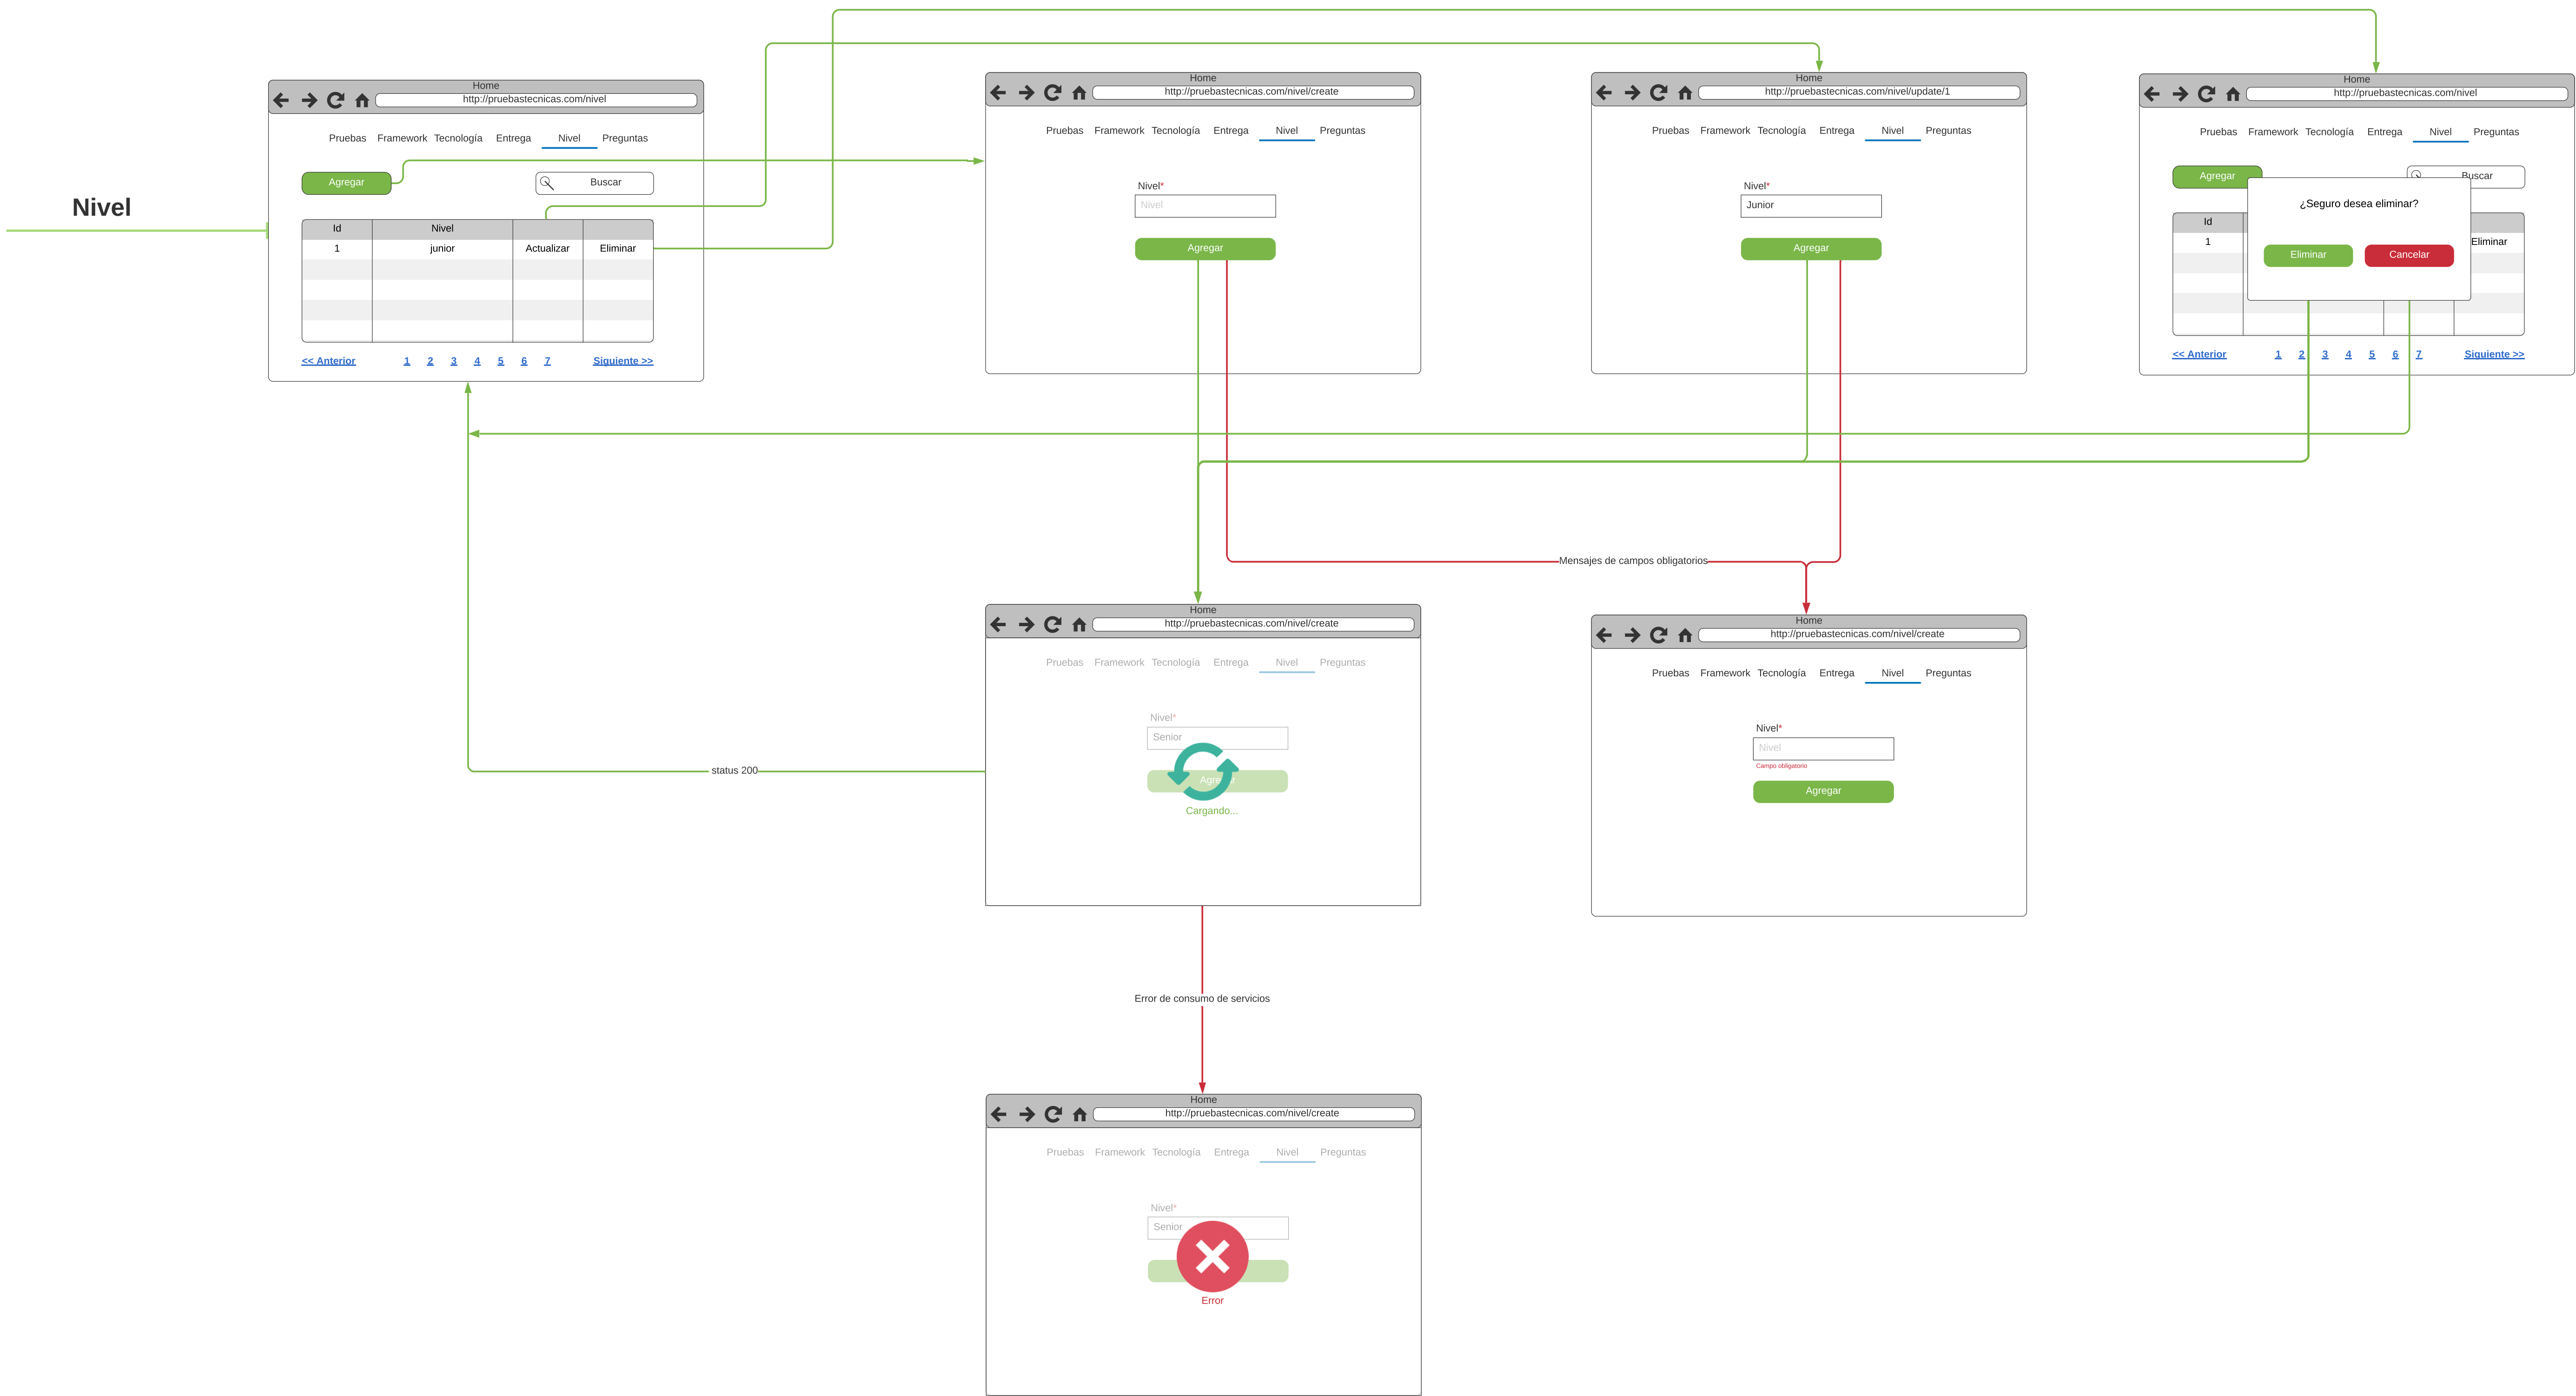 Nivel
Home
http://pruebastecnicas.com/nivel
Pruebas Framework Tecnología Entrega Nivel Preguntas
Agregar Buscar
Id Nivel
1 junior Actualizar Eliminar
<< Anterior 1 2 3 4 5 6 7 Siguiente >>
Home
http://pruebastecnicas.com/nivel/create
Pruebas Framework Tecnología Entrega Nivel Preguntas
Nivel*
Nivel
Agregar
Home
http://pruebastecnicas.com/nivel/update/1
Pruebas Framework Tecnología Entrega Nivel Preguntas
Nivel*
Junior
Agregar
Home
http://pruebastecnicas.com/nivel
Pruebas Framework Tecnología Entrega Nivel Preguntas
Agregar Buscar
¿Seguro desea eliminar?
Id
1 Eliminar
Eliminar Cancelar
<< Anterior 1 2 3 4 5 6 7 Siguiente >>
Mensajes de campos obligatorios
Home
http://pruebastecnicas.com/nivel/create
Pruebas Framework Tecnología Entrega Nivel Preguntas
Nivel*
Senior
Agregar
Cargando...
status 200
Home
http://pruebastecnicas.com/nivel/create
Pruebas Framework Tecnología Entrega Nivel Preguntas
Nivel*
Nivel
Campo obligatorio
Agregar
Error de consumo de servicios
Home
http://pruebastecnicas.com/nivel/create
Pruebas Framework Tecnología Entrega Nivel Preguntas
Nivel*
Senior
Error